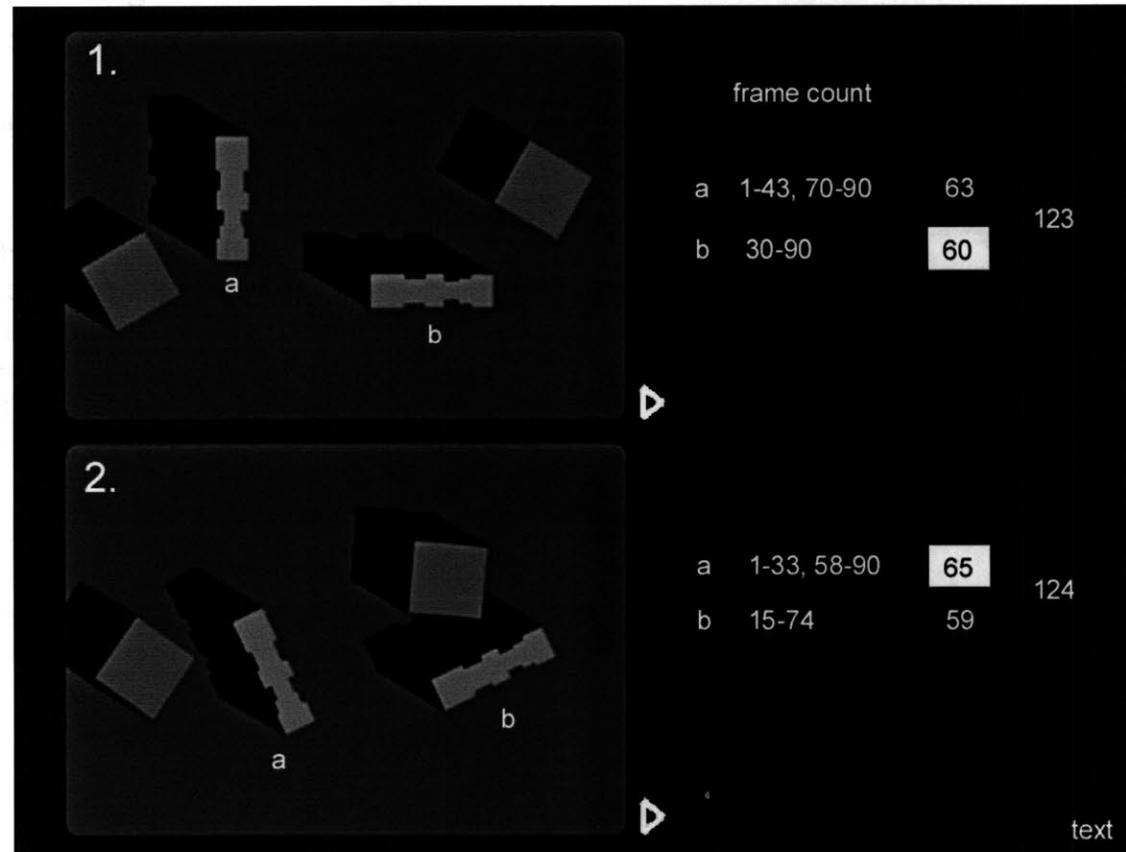 1.
frame count
a 1-43, 70-90 63
123
b 30-90 60
a
b
2.
a 1-33, 58-90 65
124
b 15-74 59
b
a
text